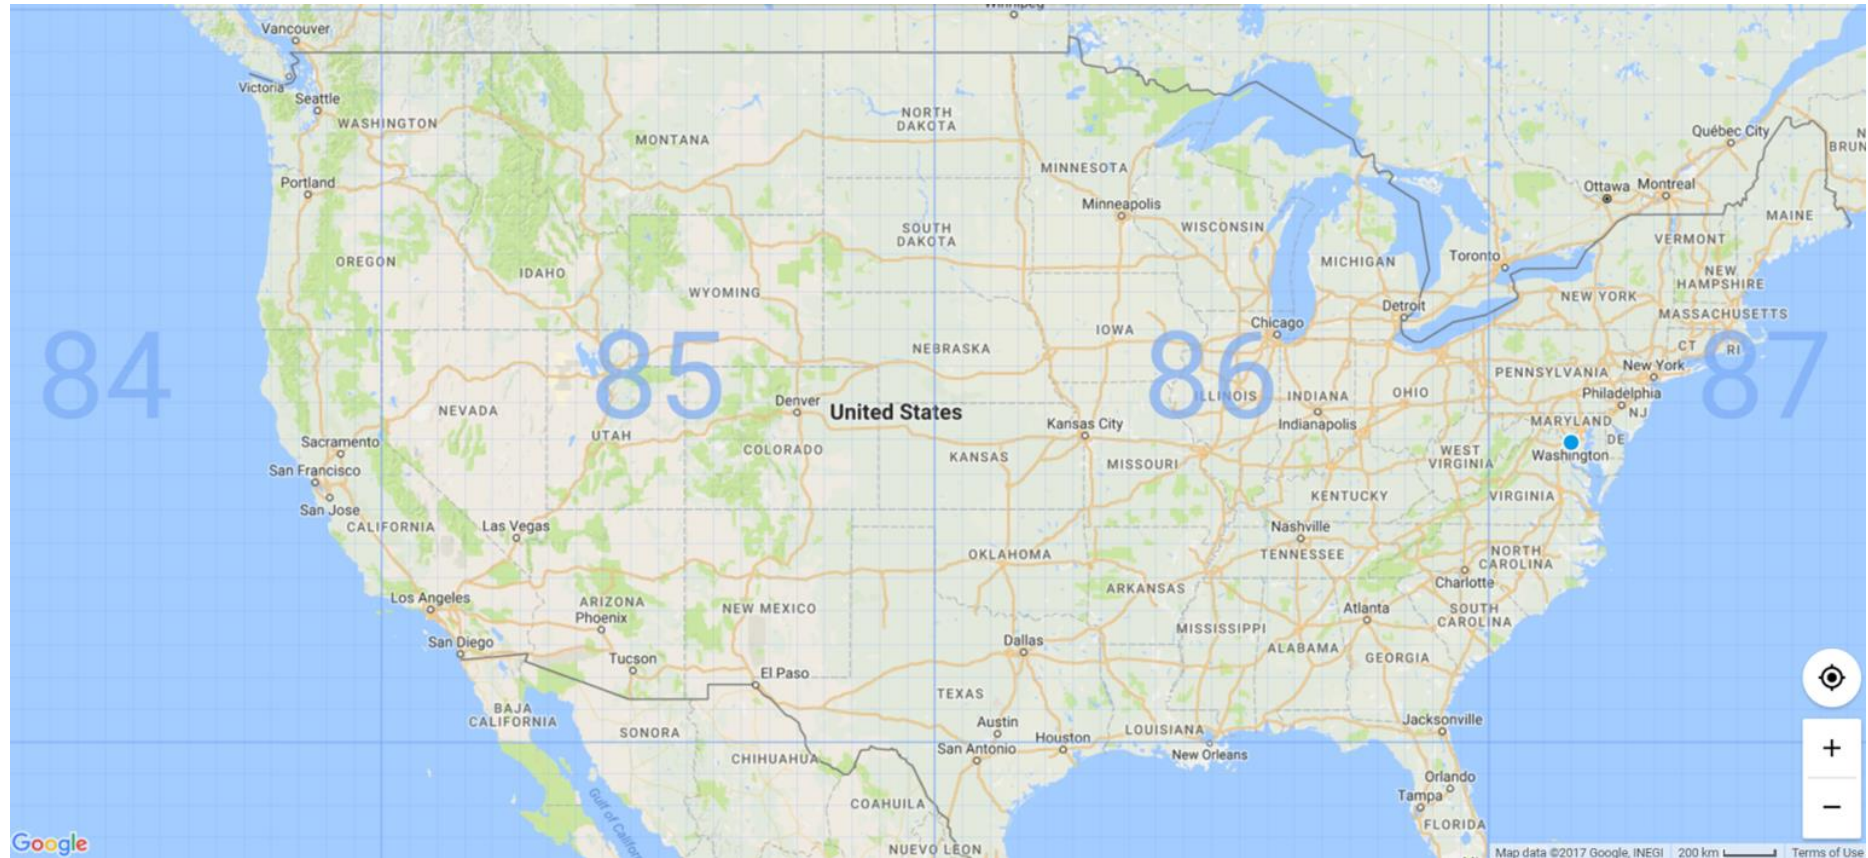 Winnipeg
Vancouver
Victoria
Seattle
WASHINGTON
MONTANA
NORTH
DAKOTA
MINNESOTA
Québec City
Ottawa
Montreal
MAINE
Portland
Minneapolis
WISCONSIN
SOUTH
DAKOTA
VERMONT
Toronto
MICHIGAN
OREGON
IDAHO
WYOMING
NEW
HAMPSHIRE
NEW YORK
Detroit
MASSACHUSETTS
Chicago
IOWA
NEBRASKA
CT
RI
84
85
86
87
PENNSYLVANIA
New York
Philadelphia
NJ
ILLINOIS
INDIANA
OHIO
Indianapolis
NEVADA
Denver
United States
Kansas City
MARYLAND
DE
Washington
UTAH
COLORADO
KANSAS
MISSOURI
WEST
VIRGINIA
Sacramento
San Francisco
San Jose
CALIFORNIA
Las Vegas
KENTUCKY
VIRGINIA
Nashville
TENNESSEE
OKLAHOMA
NORTH
CAROLINA
Charlotte
ARKANSAS
Los Angeles
ARIZONA
Phoenix
NEW MEXICO
Atlanta
SOUTH
CAROLINA
MISSISSIPPI
ALABAMA
GEORGIA
San Diego
Tucson
El Paso
Dallas
TEXAS
BAJA
CALIFORNIA
SONORA
CHIHUAHUA
Austin
San Antonio
Houston
LOUISIANA
New Orleans
Jacksonville
Orlando
Tampa
FLORIDA
COAHUILA
NUEVO LEON
Google
Map data ©2017 Google, INEGI
200 km
Terms of Use